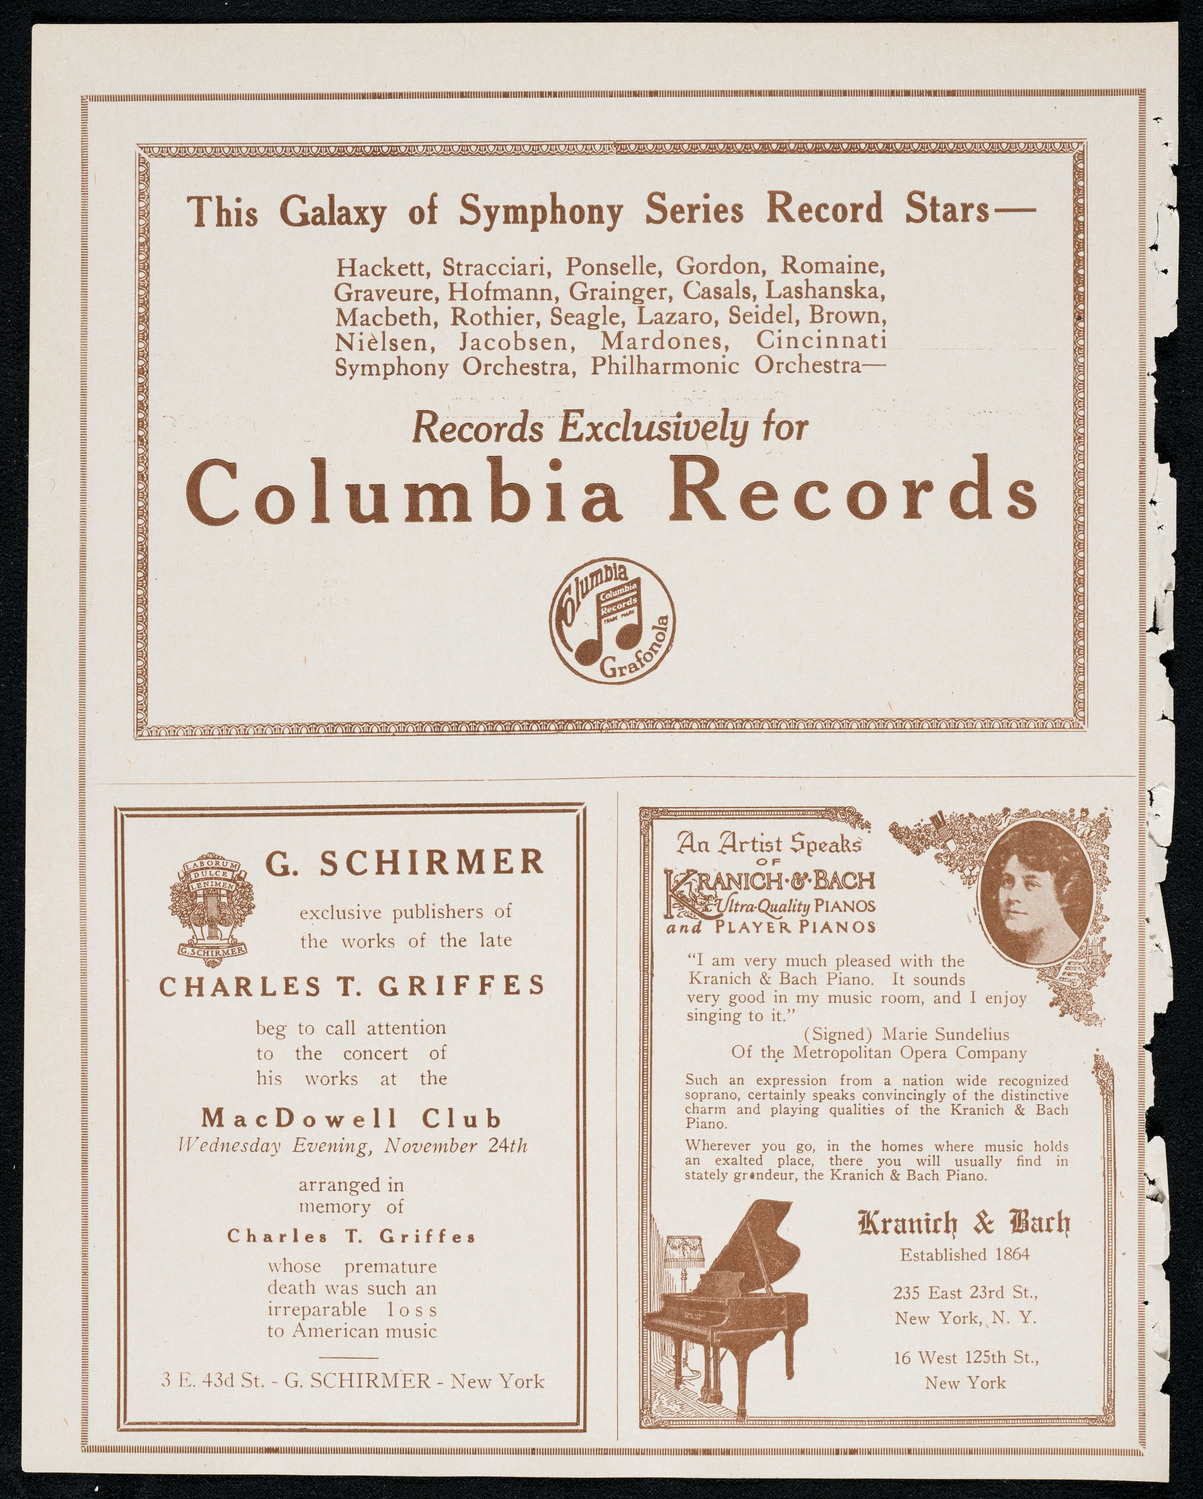 This Galaxy of Symphony Series Record Stars—
Hackett, Stracciari, Ponselle, Gordon, Romaine,
Graveure, Hofmann, Grainger, Casals, Lashanska,
Macbeth, Rothier, Seagle, Lazaro, Seidel, Brown,
Nièlsen, Jacobsen, Mardones, Cincinnati
Symphony Orchestra, Philharmonic Orchestra—
Records Exclusively for
Columbia Records
Columbia
Columbia
Records
TRADE MARK
Grafonola
LABORUM
DULCE
LENIMEN
G. SCHIRMER
G. SCHIRMER
exclusive publishers of
the works of the late
CHARLES T. GRIFFES
beg to call attention
to the concert of
his works at the
MacDowell Club
Wednesday Evening, November 24th
arranged in
memory of
Charles T. Griffes
whose premature
death was such an
irreparable loss
to American music
3 E. 43d St. - G. SCHIRMER - New York
An Artist Speaks
OF
KRANICH·&·BACH
Ultra-Quality PIANOS
and PLAYER PIANOS
"I am very much pleased with the
Kranich & Bach Piano. It sounds
very good in my music room, and I enjoy
singing to it."
(Signed) Marie Sundelius
Of the Metropolitan Opera Company
Such an expression from a nation wide recognized
soprano, certainly speaks convincingly of the distinctive
charm and playing qualities of the Kranich & Bach
Piano.
Wherever you go, in the homes where music holds
an exalted place, there you will usually find in
stately grandeur, the Kranich & Bach Piano.
Kranich & Bach
Established 1864
235 East 23rd St.,
New York, N. Y.
16 West 125th St.,
New York